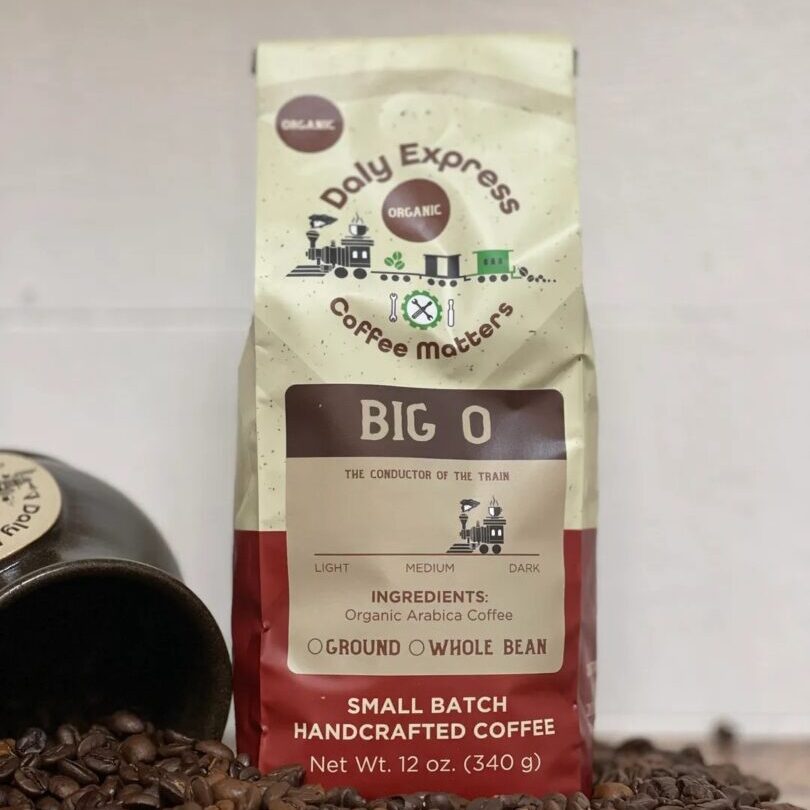 ORGANIC
Daly Express
ORGANIC
Coffee Matters
BIG O
THE CONDUCTOR OF THE TRAIN
LIGHT MEDIUM DARK
INGREDIENTS:
Organic Arabica Coffee
GROUND WHOLE BEAN
SMALL BATCH
HANDCRAFTED COFFEE
Net Wt. 12 oz. (340 g)
Daly